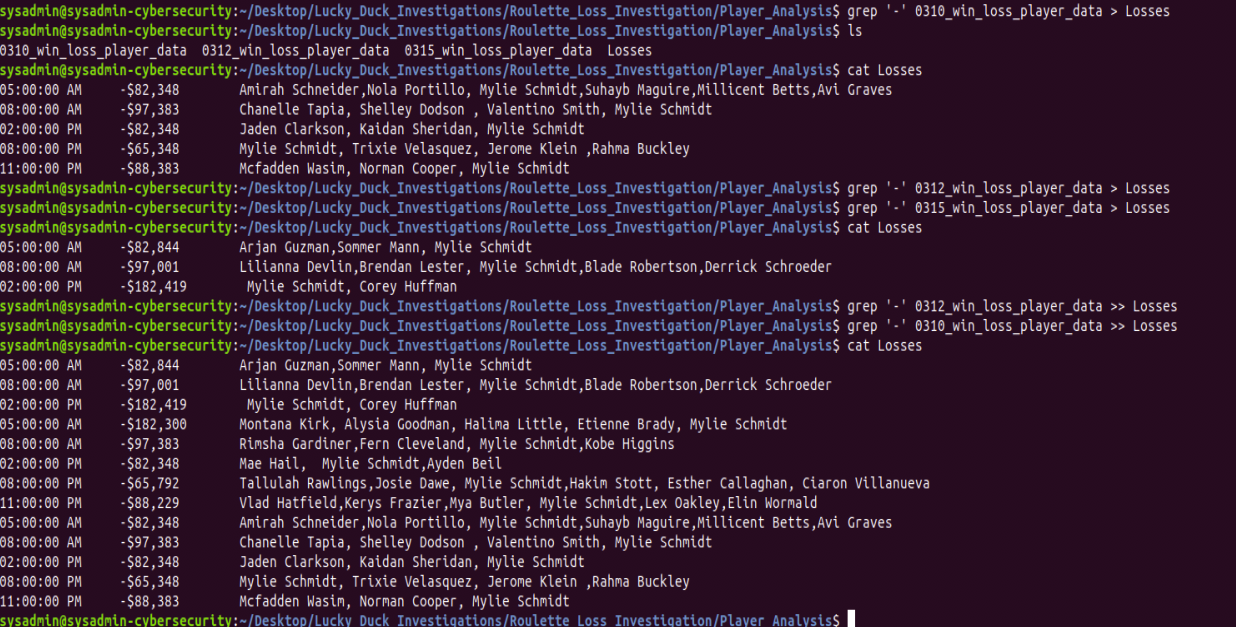 sysadmin@sysadmin-cybersecurity:~/Desktop/Lucky_Duck_Investigations/Roulette_Loss_Investigation/Player_Analysis$ grep '-' 0310_win_loss_player_data > Losses
sysadmin@sysadmin-cybersecurity:~/Desktop/Lucky_Duck_Investigations/Roulette_Loss_Investigation/Player_Analysis$ ls
0310_win_loss_player_data  0312_win_loss_player_data  0315_win_loss_player_data  Losses
sysadmin@sysadmin-cybersecurity:~/Desktop/Lucky_Duck_Investigations/Roulette_Loss_Investigation/Player_Analysis$ cat Losses
05:00:00 AM     -$82,348        Amirah Schneider,Nola Portillo, Mylie Schmidt,Suhayb Maguire,Millicent Betts,Avi Graves
08:00:00 AM     -$97,383        Chanelle Tapia, Shelley Dodson , Valentino Smith, Mylie Schmidt
02:00:00 PM     -$82,348        Jaden Clarkson, Kaidan Sheridan, Mylie Schmidt
08:00:00 PM     -$65,348        Mylie Schmidt, Trixie Velasquez, Jerome Klein ,Rahma Buckley
11:00:00 PM     -$88,383        Mcfadden Wasim, Norman Cooper, Mylie Schmidt
sysadmin@sysadmin-cybersecurity:~/Desktop/Lucky_Duck_Investigations/Roulette_Loss_Investigation/Player_Analysis$ grep '-' 0312_win_loss_player_data > Losses
sysadmin@sysadmin-cybersecurity:~/Desktop/Lucky_Duck_Investigations/Roulette_Loss_Investigation/Player_Analysis$ grep '-' 0315_win_loss_player_data > Losses
sysadmin@sysadmin-cybersecurity:~/Desktop/Lucky_Duck_Investigations/Roulette_Loss_Investigation/Player_Analysis$ cat Losses
05:00:00 AM     -$82,844        Arjan Guzman,Sommer Mann, Mylie Schmidt
08:00:00 AM     -$97,001        Lilianna Devlin,Brendan Lester, Mylie Schmidt,Blade Robertson,Derrick Schroeder
02:00:00 PM     -$182,419        Mylie Schmidt, Corey Huffman
sysadmin@sysadmin-cybersecurity:~/Desktop/Lucky_Duck_Investigations/Roulette_Loss_Investigation/Player_Analysis$ grep '-' 0312_win_loss_player_data >> Losses
sysadmin@sysadmin-cybersecurity:~/Desktop/Lucky_Duck_Investigations/Roulette_Loss_Investigation/Player_Analysis$ grep '-' 0310_win_loss_player_data >> Losses
sysadmin@sysadmin-cybersecurity:~/Desktop/Lucky_Duck_Investigations/Roulette_Loss_Investigation/Player_Analysis$ cat Losses
05:00:00 AM     -$82,844        Arjan Guzman,Sommer Mann, Mylie Schmidt
08:00:00 AM     -$97,001        Lilianna Devlin,Brendan Lester, Mylie Schmidt,Blade Robertson,Derrick Schroeder
02:00:00 PM     -$182,419        Mylie Schmidt, Corey Huffman
05:00:00 AM     -$182,300       Montana Kirk, Alysia Goodman, Halima Little, Etienne Brady, Mylie Schmidt
08:00:00 AM     -$97,383        Rimsha Gardiner,Fern Cleveland, Mylie Schmidt,Kobe Higgins
02:00:00 PM     -$82,348        Mae Hail,  Mylie Schmidt,Ayden Beil
08:00:00 PM     -$65,792        Tallulah Rawlings,Josie Dawe, Mylie Schmidt,Hakim Stott, Esther Callaghan, Ciaron Villanueva
11:00:00 PM     -$88,229        Vlad Hatfield,Kerys Frazier,Mya Butler, Mylie Schmidt,Lex Oakley,Elin Wormald
05:00:00 AM     -$82,348        Amirah Schneider,Nola Portillo, Mylie Schmidt,Suhayb Maguire,Millicent Betts,Avi Graves
08:00:00 AM     -$97,383        Chanelle Tapia, Shelley Dodson , Valentino Smith, Mylie Schmidt
02:00:00 PM     -$82,348        Jaden Clarkson, Kaidan Sheridan, Mylie Schmidt
08:00:00 PM     -$65,348        Mylie Schmidt, Trixie Velasquez, Jerome Klein ,Rahma Buckley
11:00:00 PM     -$88,383        Mcfadden Wasim, Norman Cooper, Mylie Schmidt
sysadmin@sysadmin-cybersecurity:~/Desktop/Lucky_Duck_Investigations/Roulette_Loss_Investigation/Player_Analysis$